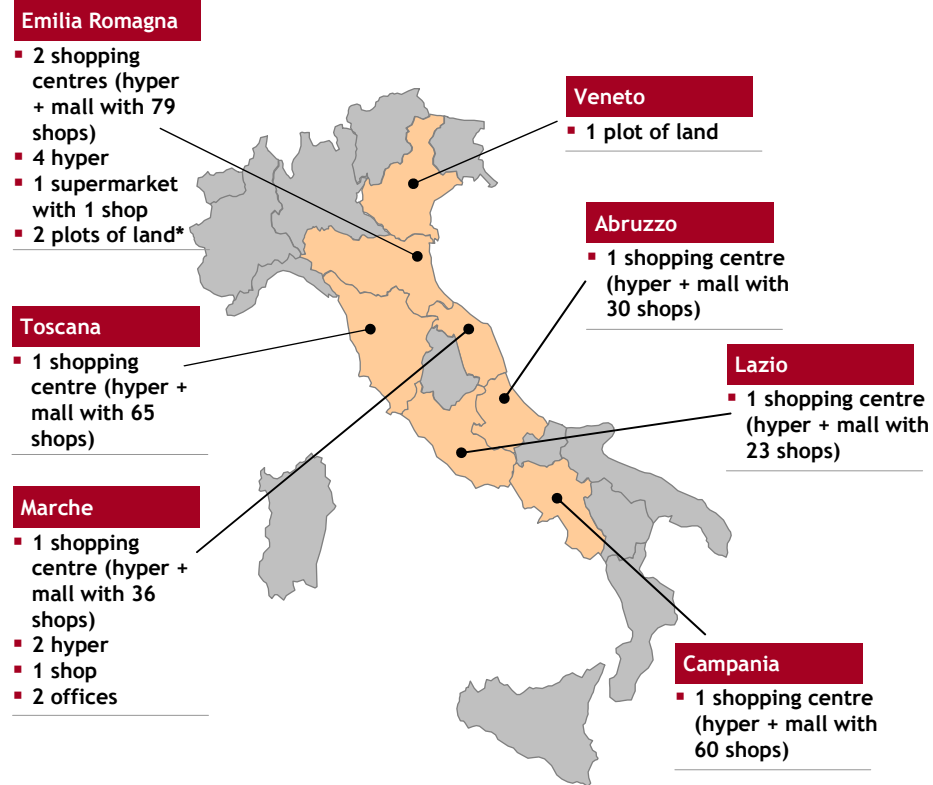 Emilia Romagna
▪ 2 shopping
centres (hyper
+ mall with 79
shops)
▪ 4 hyper
▪ 1 supermarket
with 1 shop
▪ 2 plots of land*
Veneto
▪ 1 plot of land
Abruzzo
▪ 1 shopping centre
(hyper + mall with
30 shops)
Toscana
▪ 1 shopping
centre (hyper +
mall with 65
shops)
Lazio
▪ 1 shopping centre
(hyper + mall with
23 shops)
Marche
▪ 1 shopping
centre (hyper +
mall with 36
shops)
▪ 2 hyper
▪ 1 shop
▪ 2 offices
Campania
▪ 1 shopping centre
(hyper + mall with
60 shops)